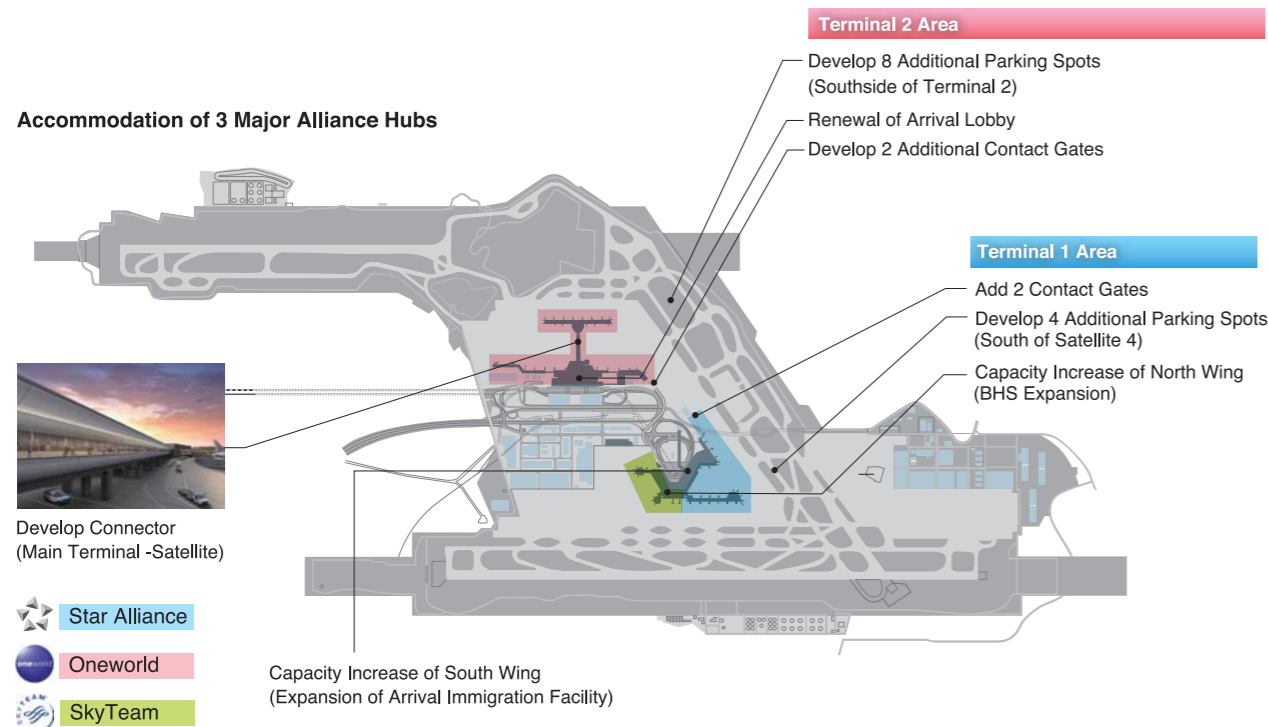 Terminal 2 Area
Develop 8 Additional Parking Spots
(Southside of Terminal 2)
Renewal of Arrival Lobby
Develop 2 Additional Contact Gates
Accommodation of 3 Major Alliance Hubs
Terminal 1 Area
Add 2 Contact Gates
Develop 4 Additional Parking Spots
(South of Satellite 4)
Capacity Increase of North Wing
(BHS Expansion)
Develop Connector
(Main Terminal -Satellite)
Star Alliance
oneworld
Oneworld
SKYTEAM
SkyTeam
Capacity Increase of South Wing
(Expansion of Arrival Immigration Facility)